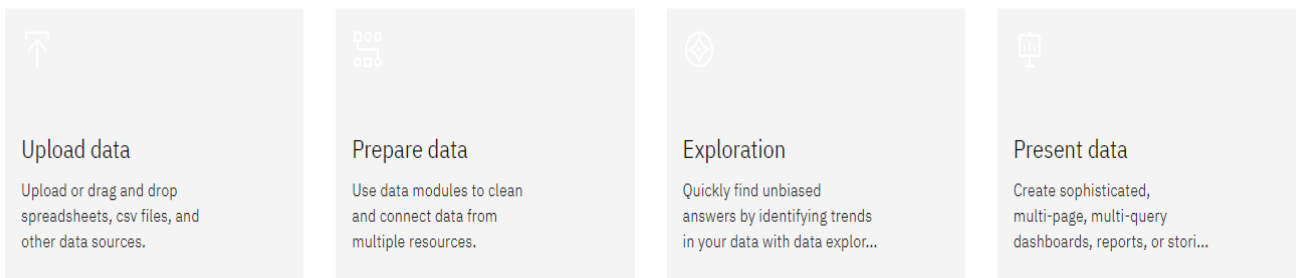 Upload data
Upload or drag and drop
spreadsheets, csv files, and
other data sources.
Prepare data
Use data modules to clean
and connect data from
multiple resources.
Exploration
Quickly find unbiased
answers by identifying trends
in your data with data explor...
Present data
Create sophisticated,
multi-page, multi-query
dashboards, reports, or stori...